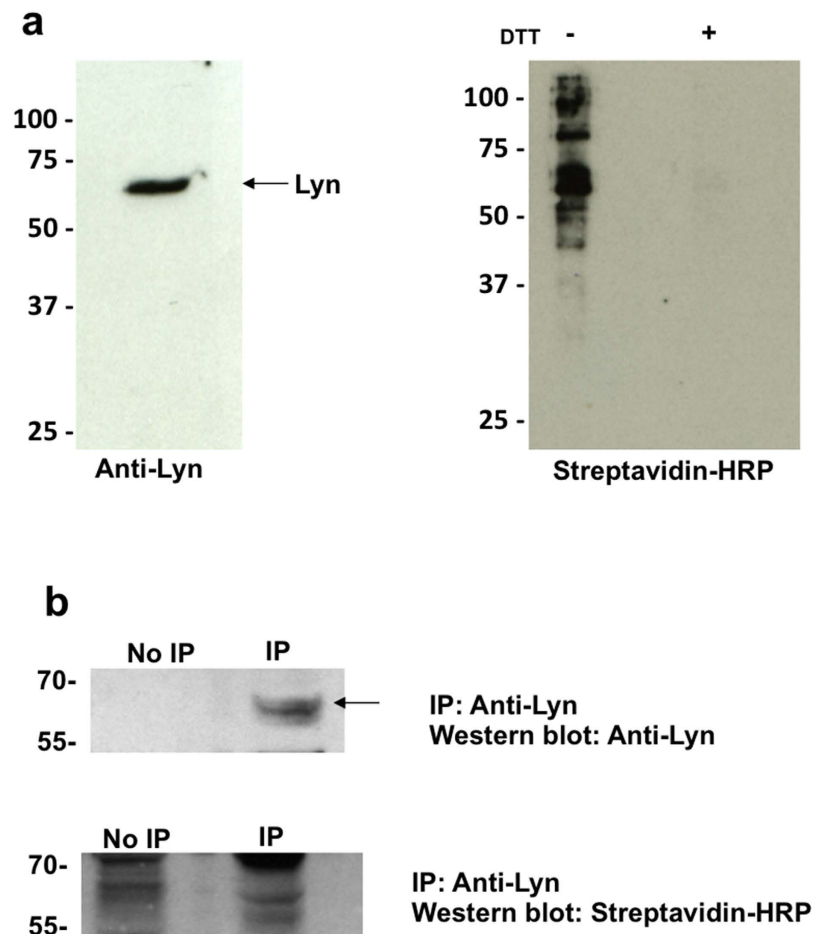 a
DTT - +
100 -
75 -
50 -
37 -
25 -
Lyn
Anti-Lyn
100 -
75 -
50 -
37 -
25 -
Streptavidin-HRP
b
No IP IP
70-
55-
IP: Anti-Lyn
Western blot: Anti-Lyn
No IP IP
70-
55-
IP: Anti-Lyn
Western blot: Streptavidin-HRP